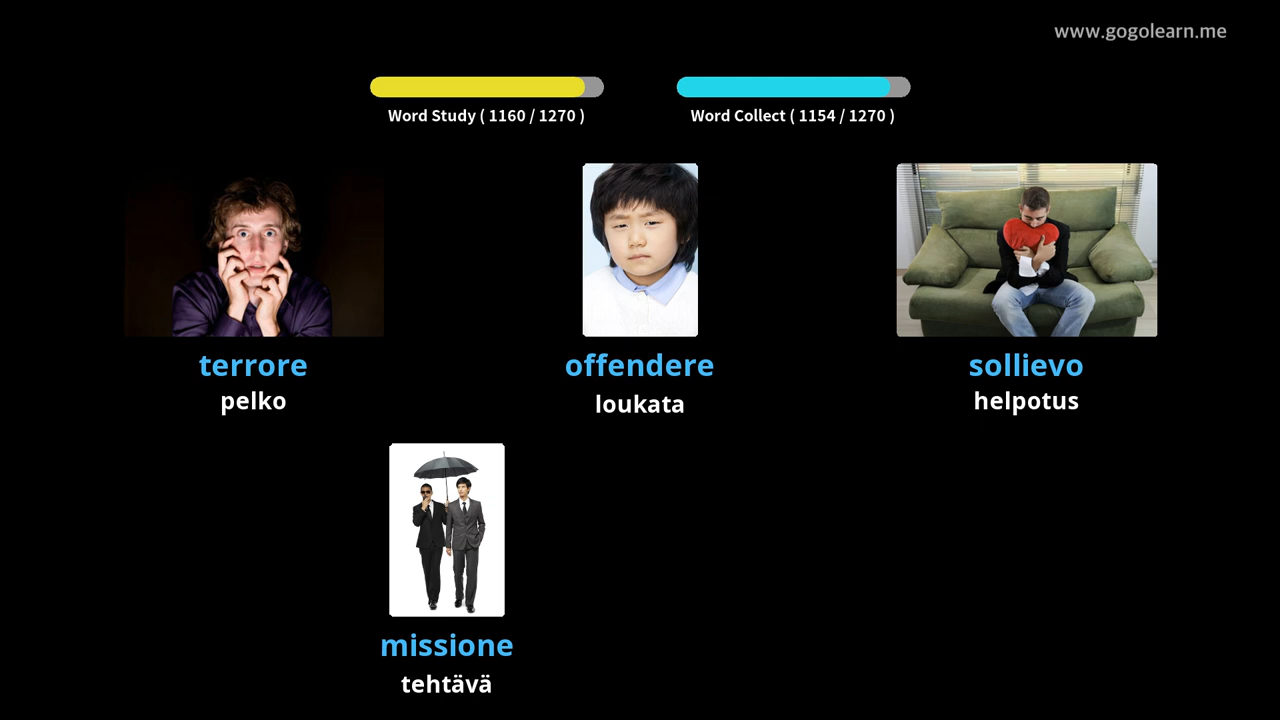 www.gogolearn.me
Word Study ( 1160 / 1270 )
Word Collect ( 1154 / 1270 )
terrore
pelko
offendere
loukata
sollievo
helpotus
missione
tehtävä